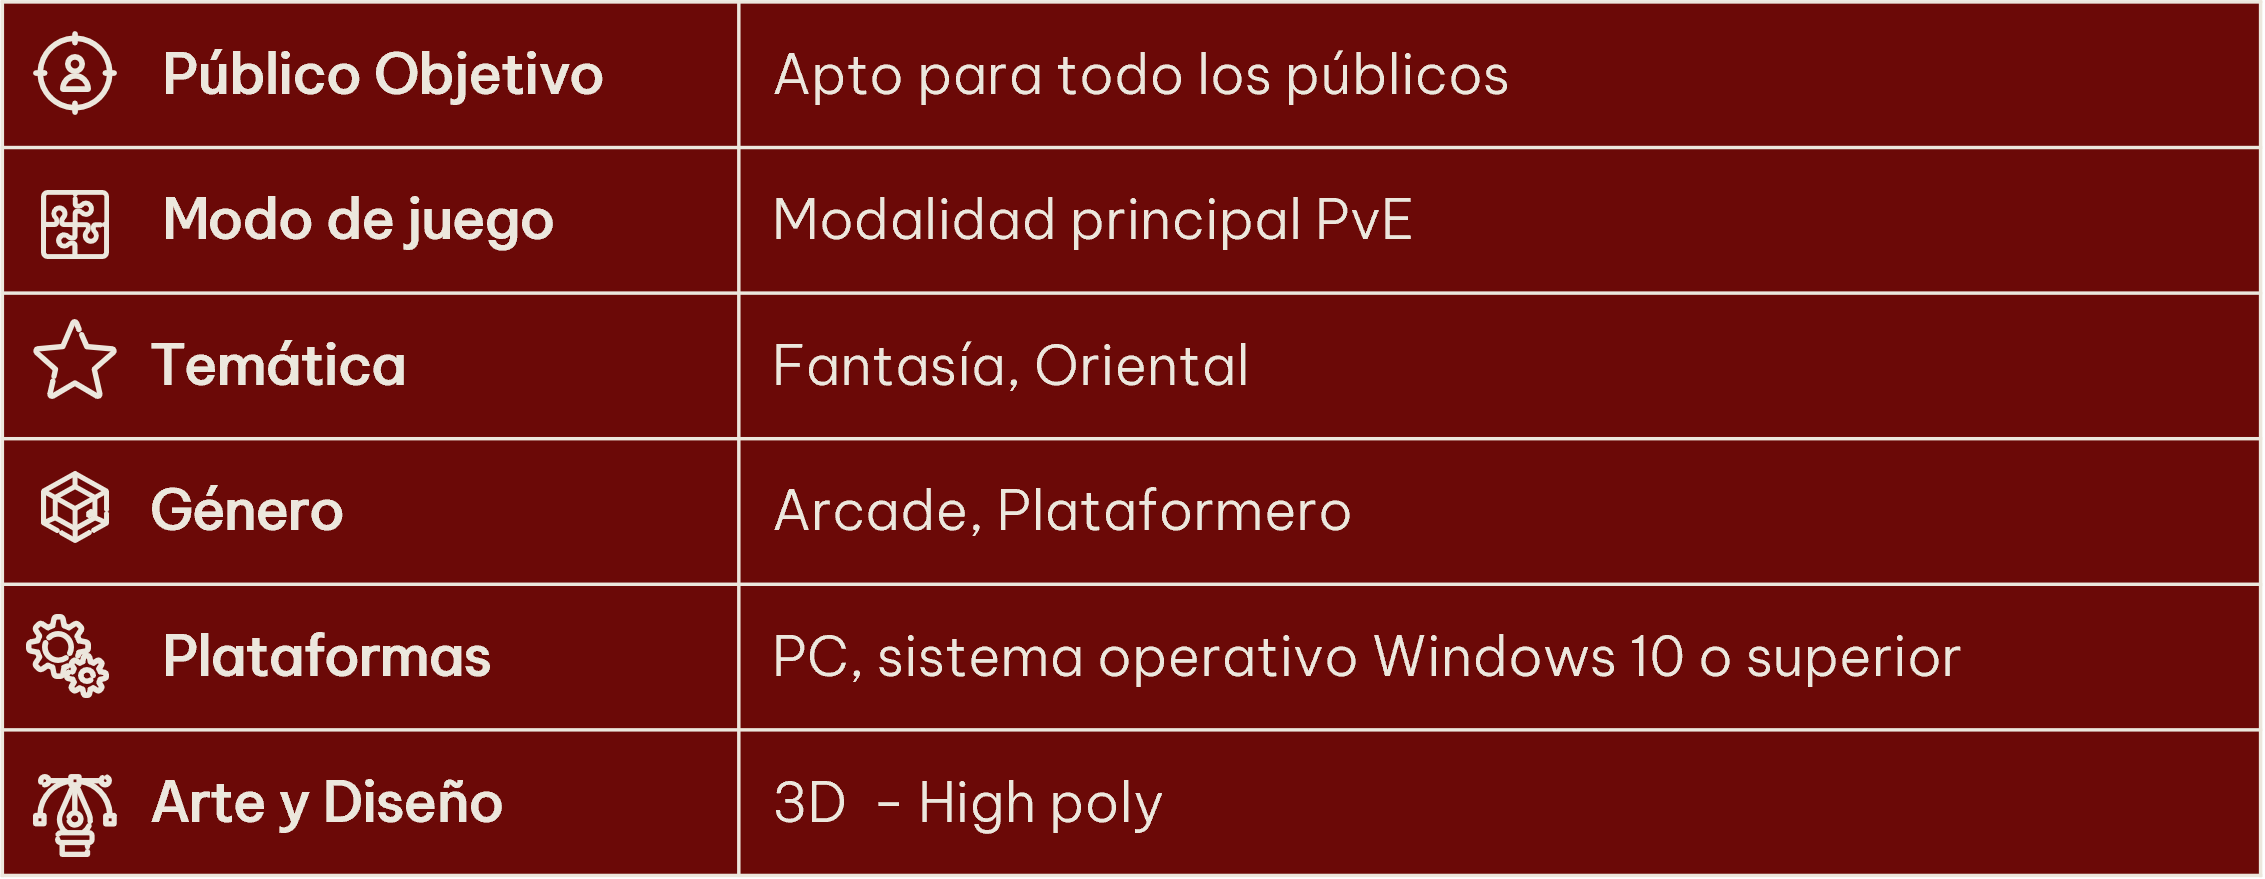 Público Objetivo
Apto para todo los públicos
Modo de juego
Modalidad principal PvE
Temática
Fantasía, Oriental
Género
Arcade, Plataformero
Plataformas
PC, sistema operativo Windows 10 o superior
Arte y Diseño
3D - High poly